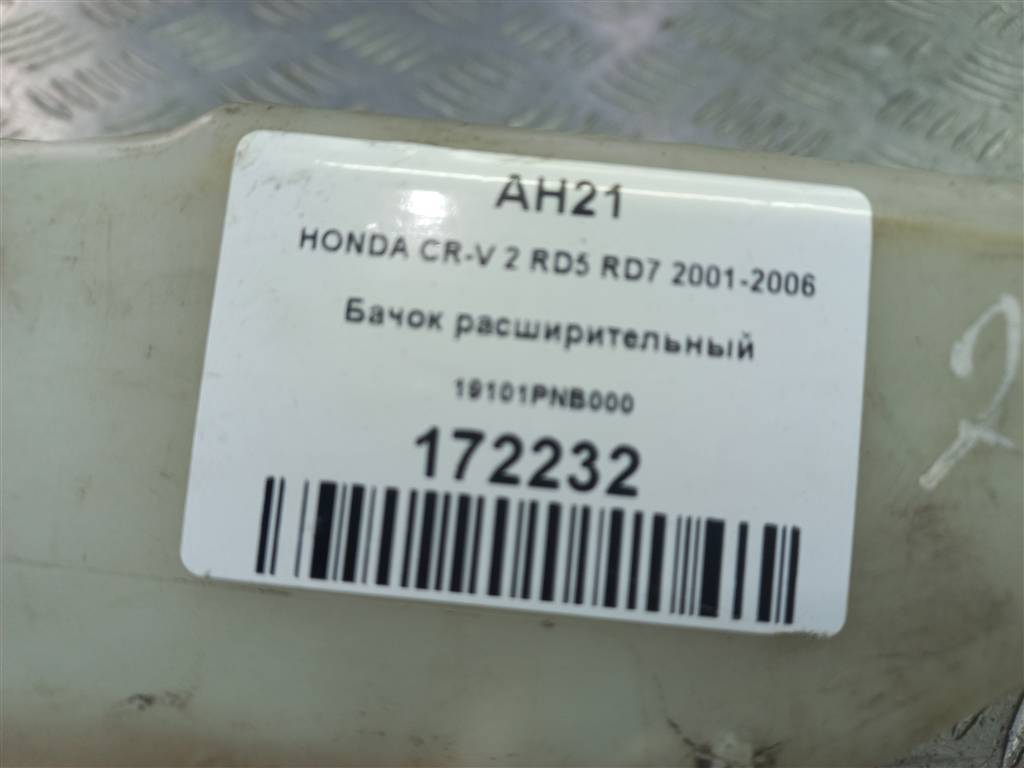 AH21
HONDA CR-V 2 RD5 RD7 2001-2006
Бачок расширительный
19101PNB000
172232